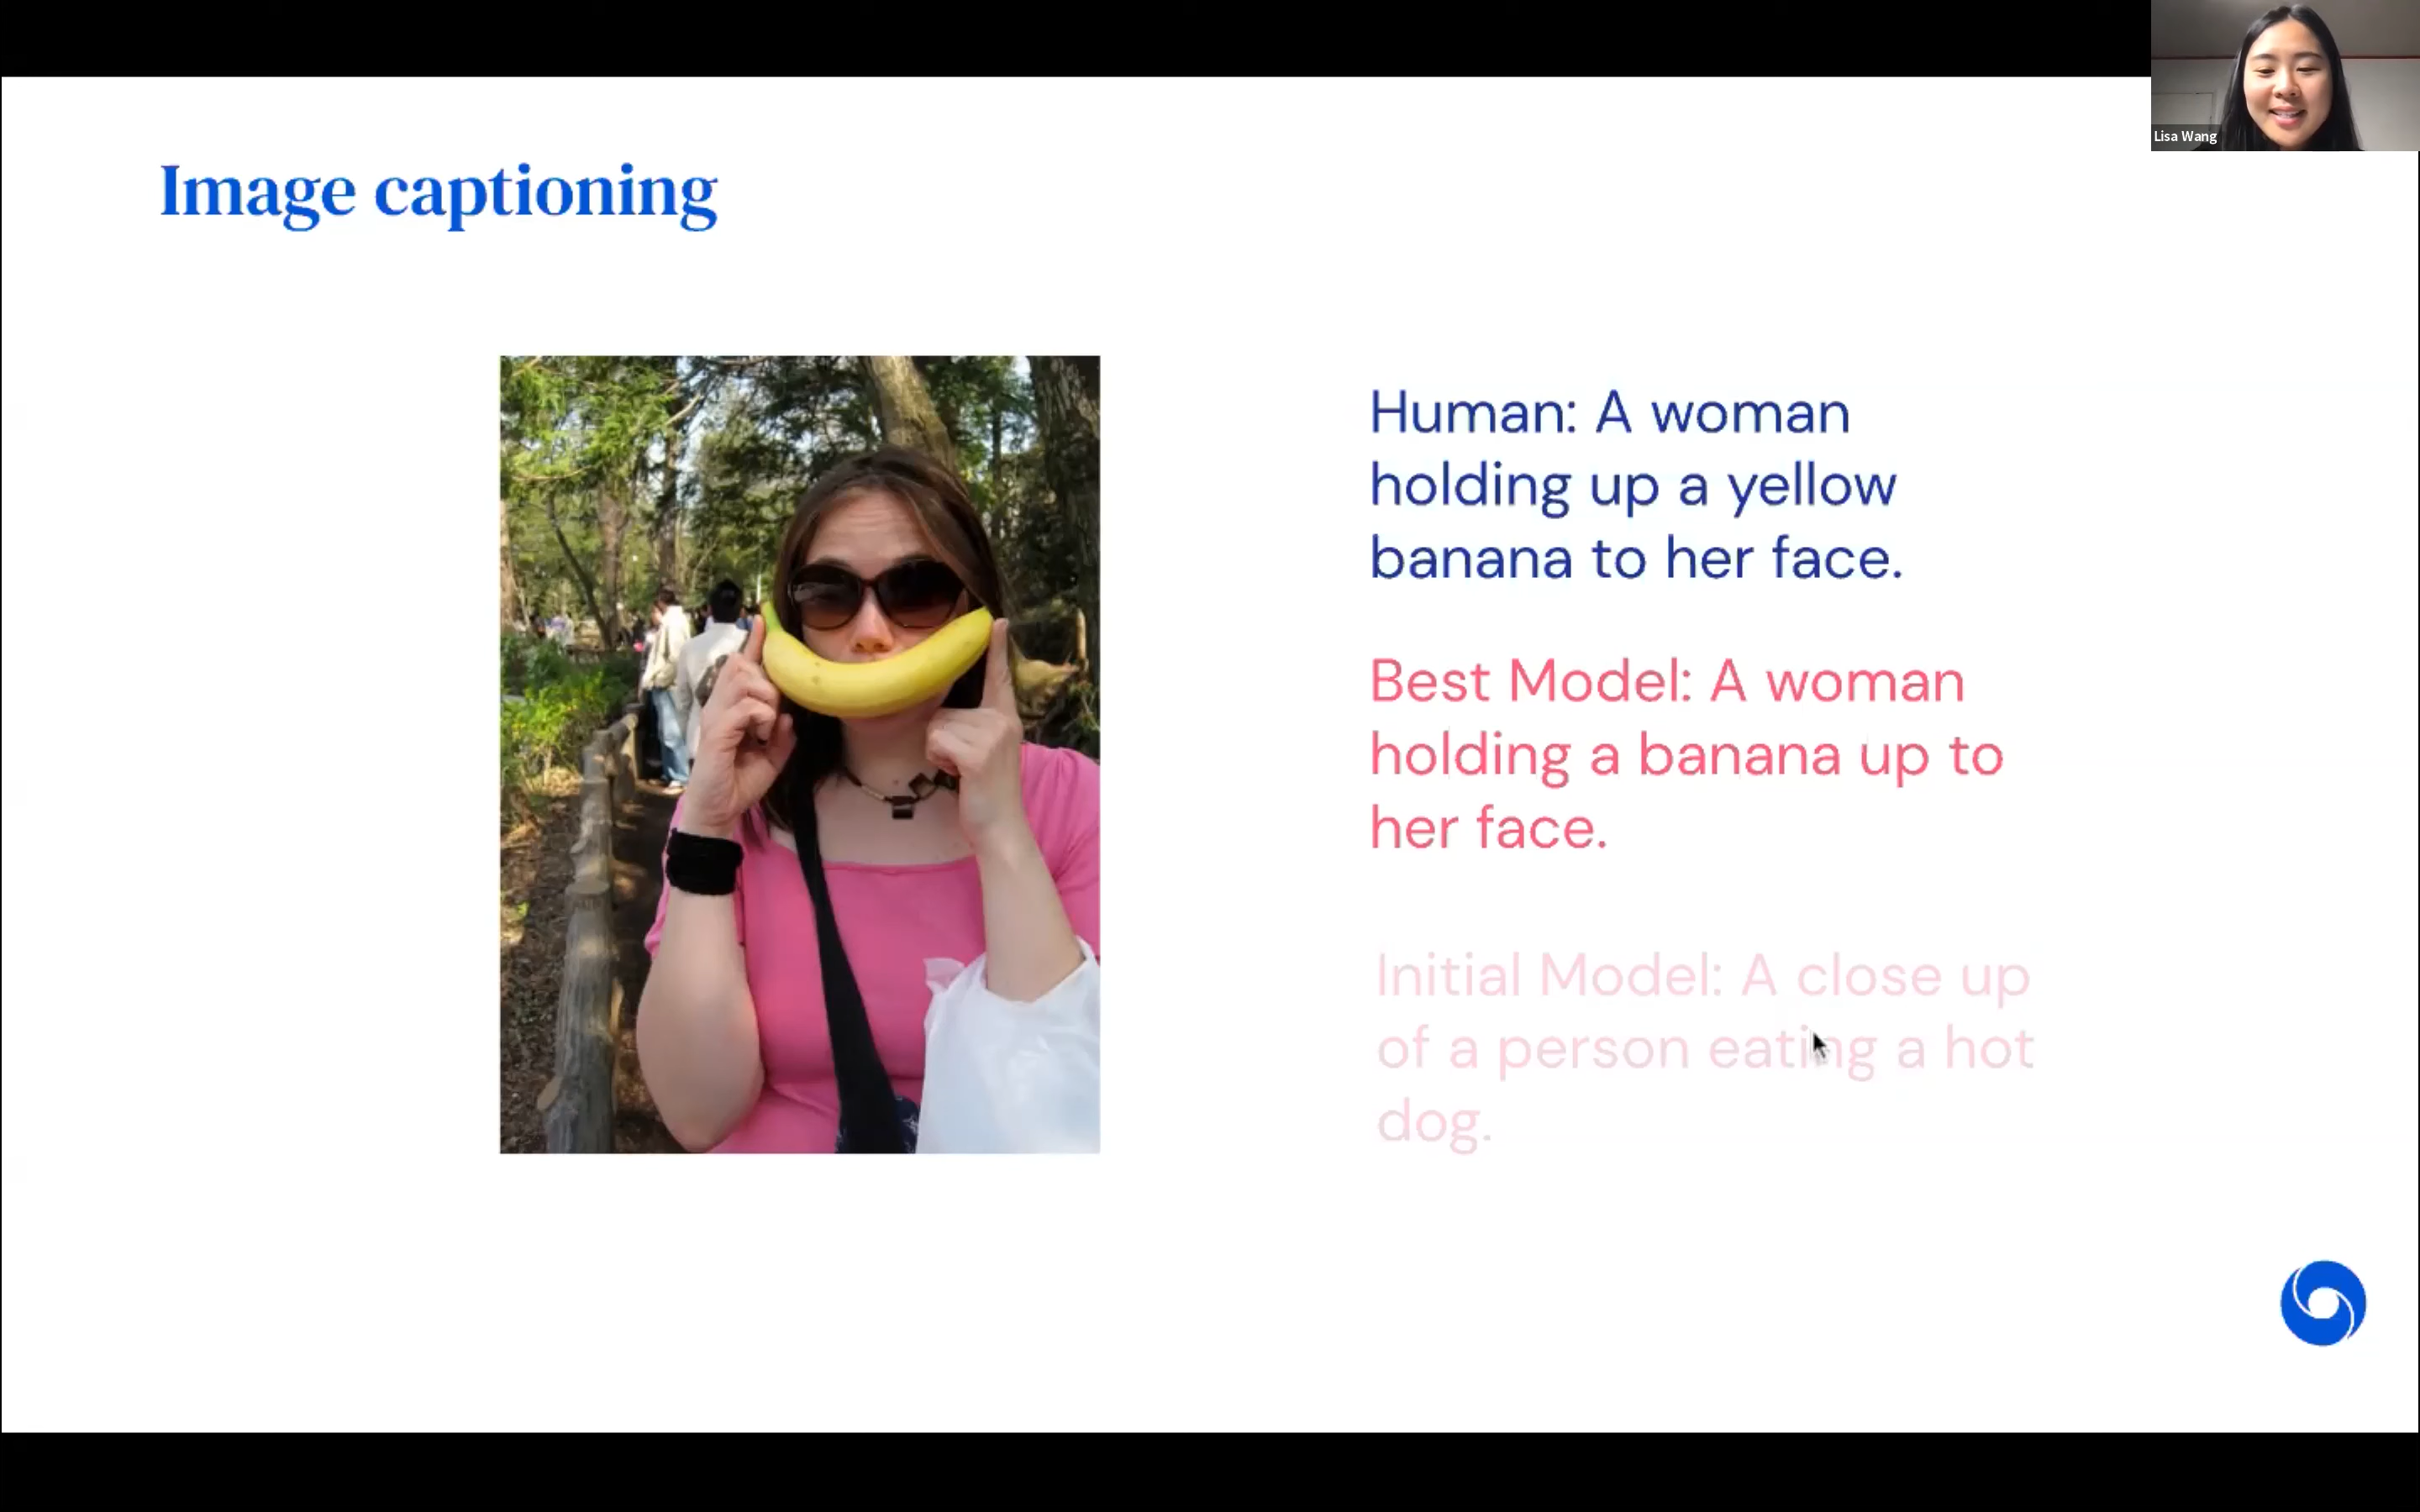 Lisa Wang
Image captioning
Human: A woman
holding up a yellow
banana to her face.
Best Model: A woman
holding a banana up to
her face.
Initial Model: A close up
of a person eating a hot
dog.